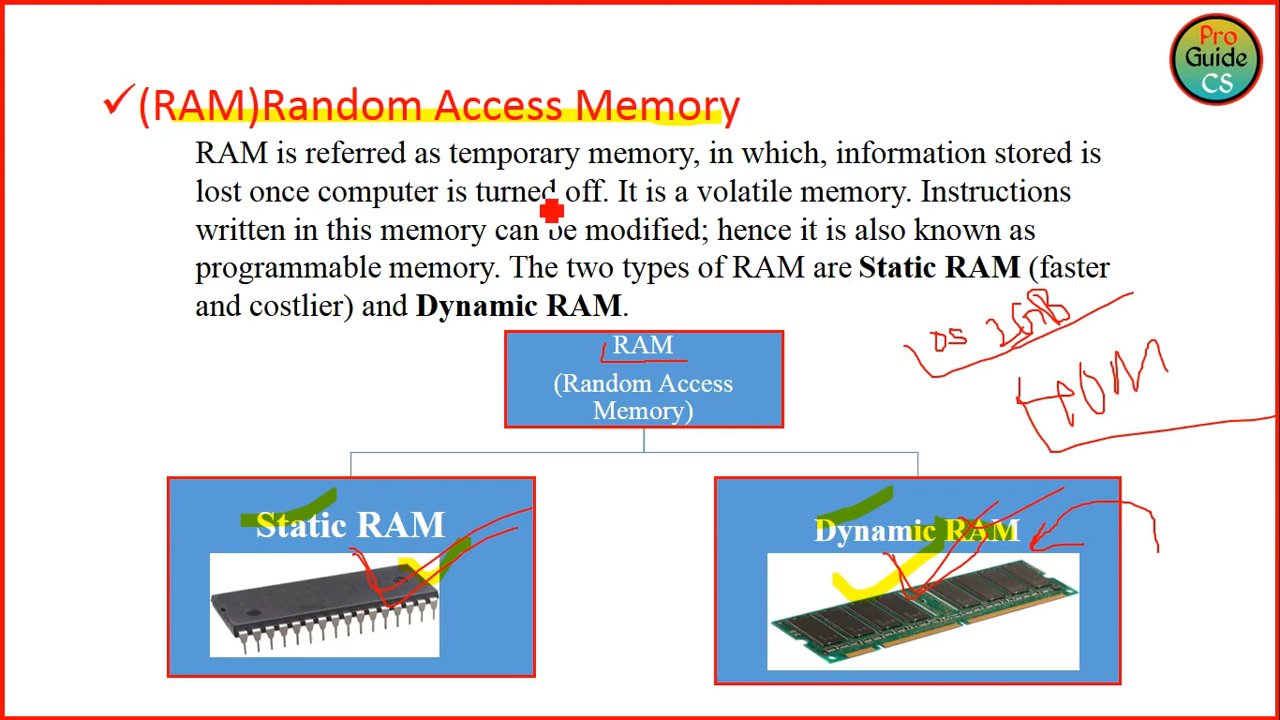 Pro
Guide
CS
(RAM)Random Access Memory
RAM is referred as temporary memory, in which, information stored is
lost once computer is turned off. It is a volatile memory. Instructions
written in this memory can be modified; hence it is also known as
programmable memory. The two types of RAM are Static RAM (faster
and costlier) and Dynamic RAM.
RAM
(Random Access
Memory)
Static RAM
Dynamic RAM